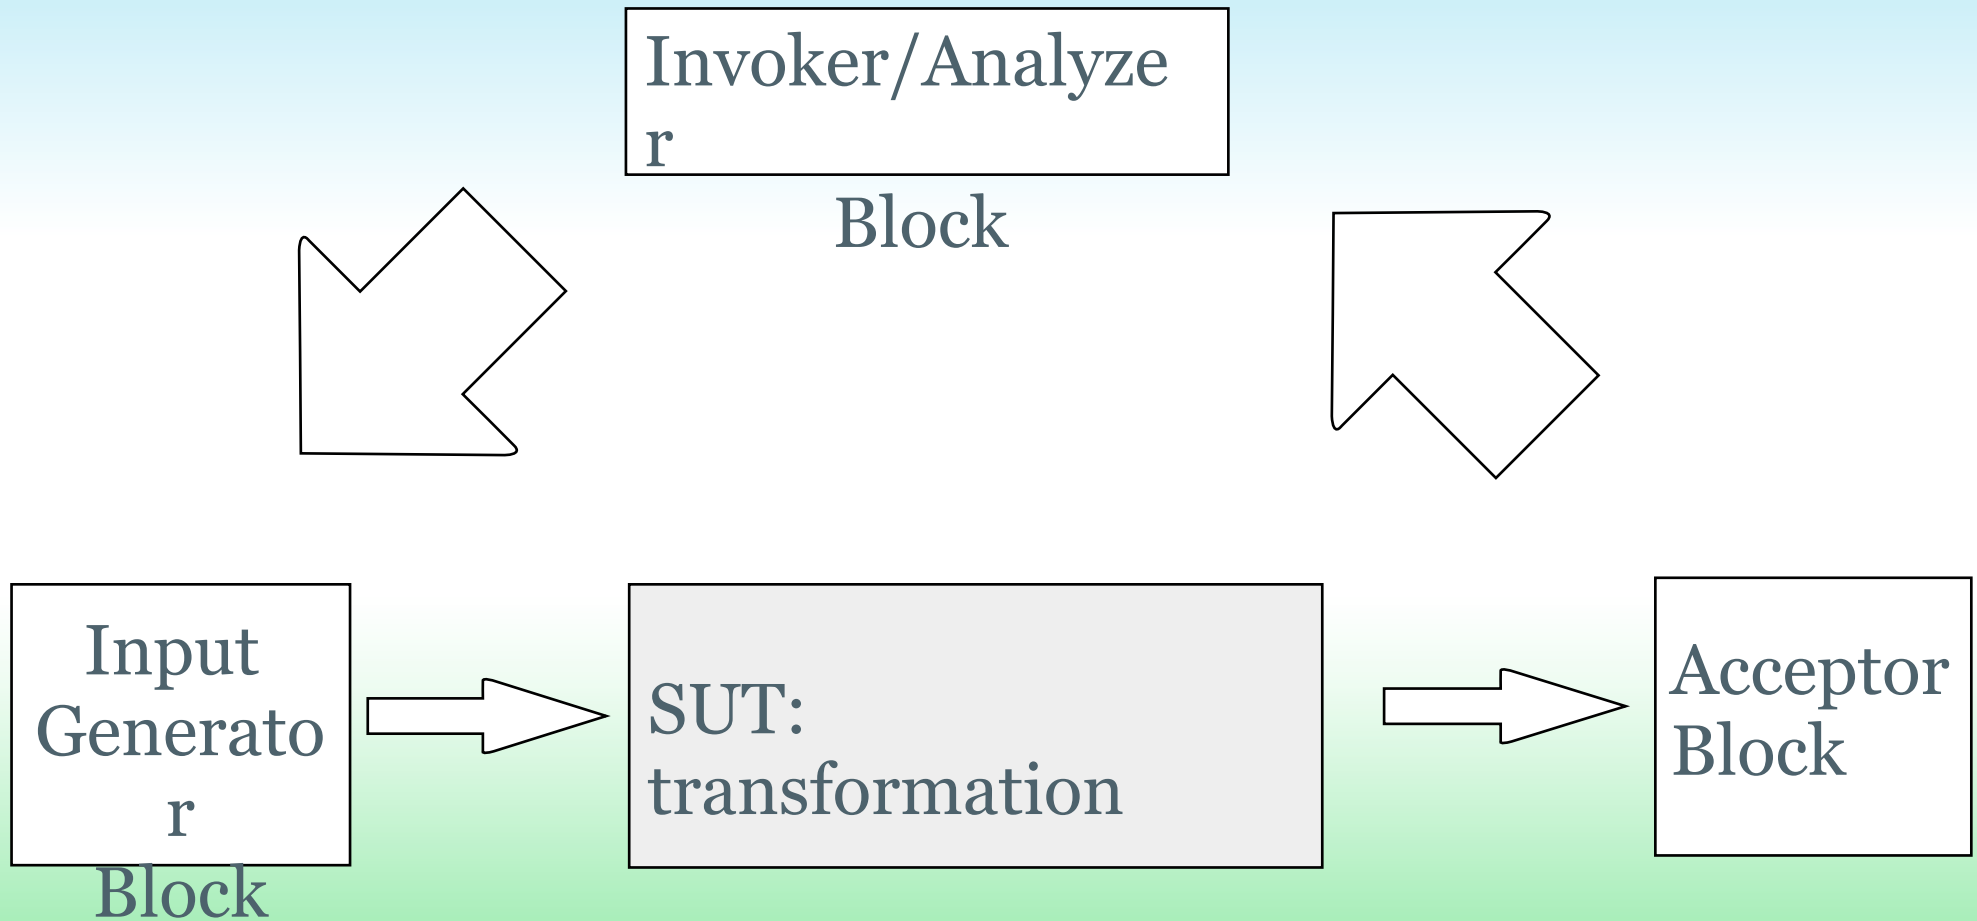 Invoker/Analyze
r
Block
Input
Generato
r
Block
SUT:
transformation
Acceptor
Block